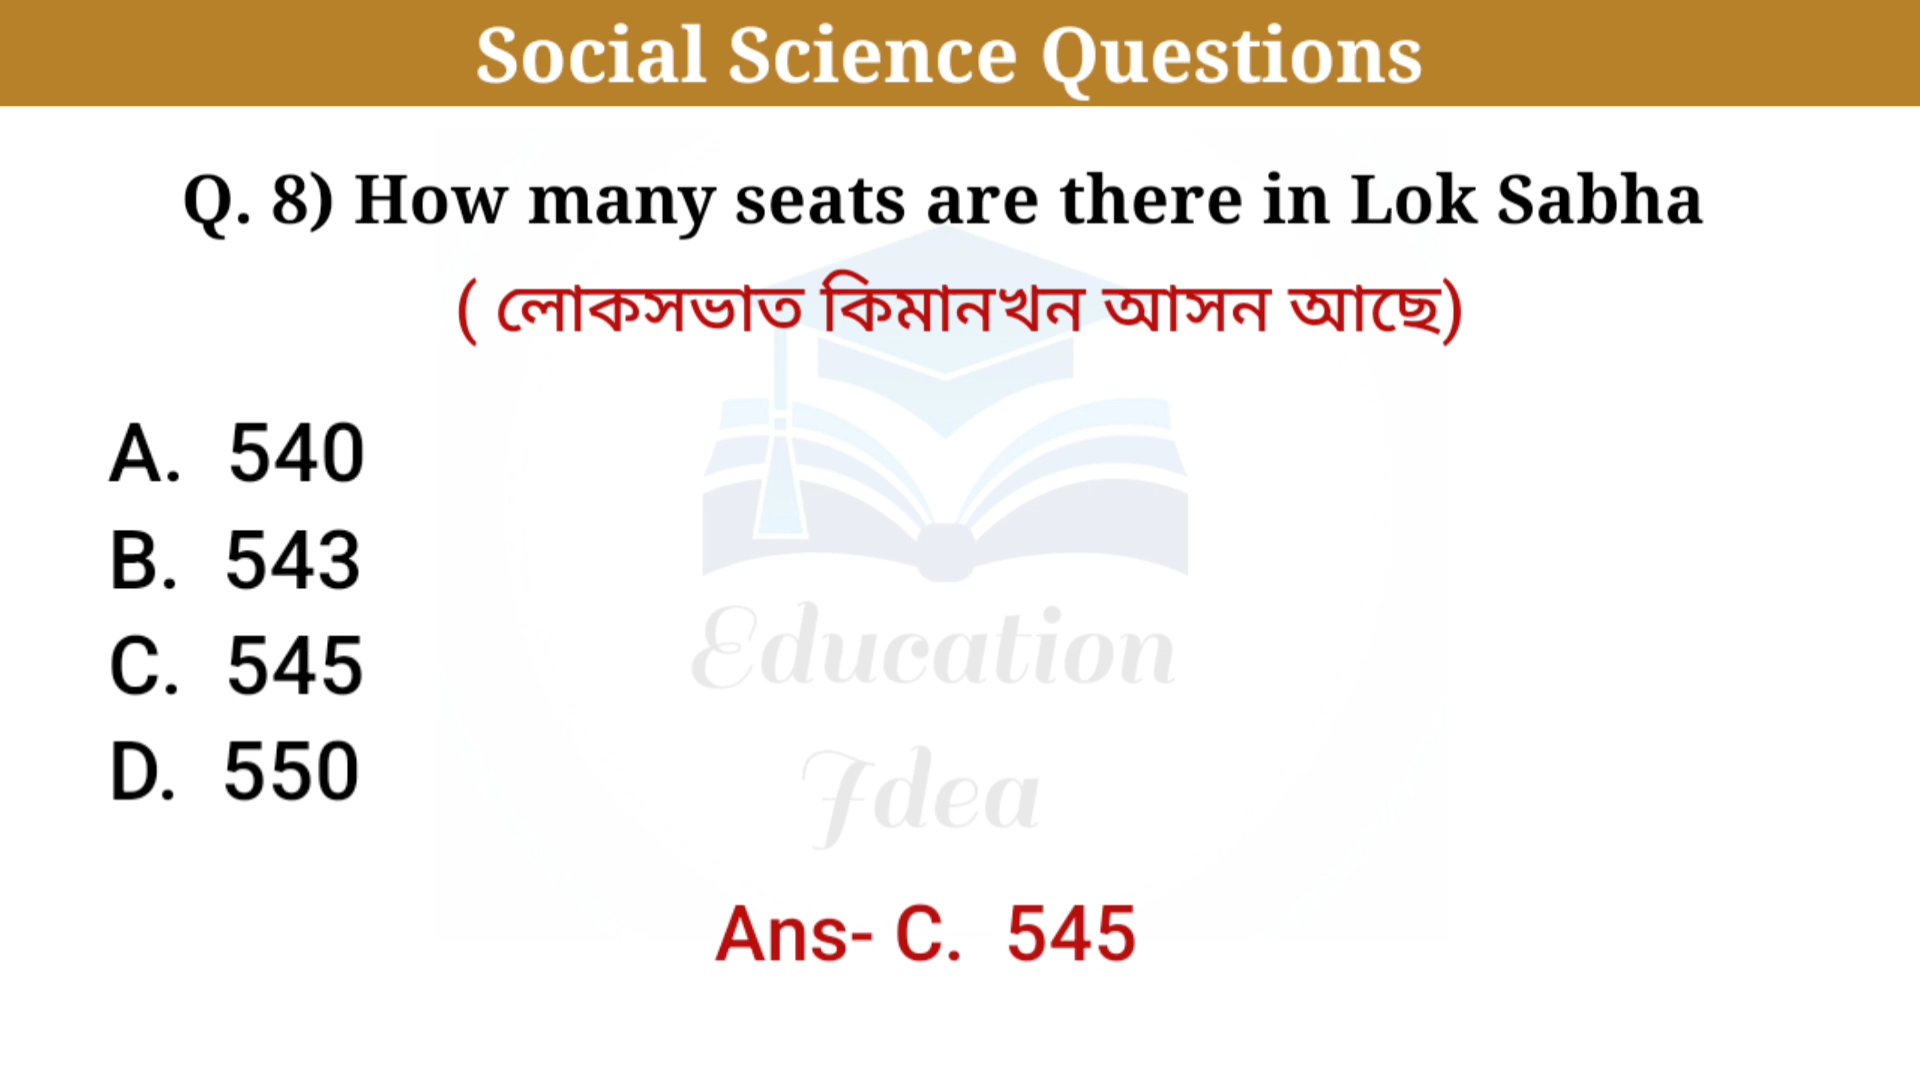 Social Science Questions
Q. 8) How many seats are there in Lok Sabha
( লোকসভাত কিমানখন আসন আছে)
A. 540
B. 543
C. 545
D. 550
Education
Idea
Ans- C. 545